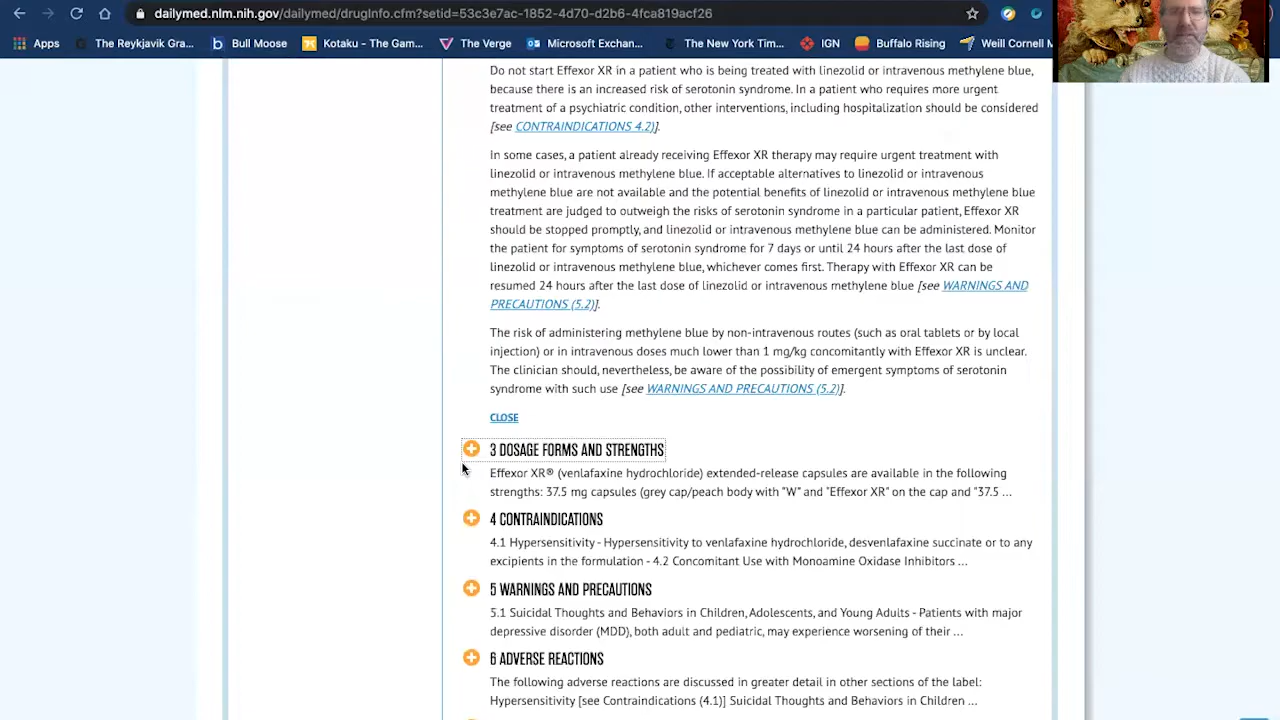 dailymed.nlm.nih.gov/dailymed/drugInfo.cfm?setid=53c3e7ac-1852-4d70-d2b6-4fca819acf26
Apps The Reykjavik Gra... Bull Moose Kotaku - The Gam... The Verge Microsoft Exchan... The New York Tim... IGN Buffalo Rising Weill Cornell M
Do not start Effexor XR in a patient who is being treated with linezolid or intravenous methylene blue,
because there is an increased risk of serotonin syndrome. In a patient who requires more urgent
treatment of a psychiatric condition, other interventions, including hospitalization should be considered
[see CONTRAINDICATIONS 4.2)].
In some cases, a patient already receiving Effexor XR therapy may require urgent treatment with
linezolid or intravenous methylene blue. If acceptable alternatives to linezolid or intravenous
methylene blue are not available and the potential benefits of linezolid or intravenous methylene blue
treatment are judged to outweigh the risks of serotonin syndrome in a particular patient, Effexor XR
should be stopped promptly, and linezolid or intravenous methylene blue can be administered. Monitor
the patient for symptoms of serotonin syndrome for 7 days or until 24 hours after the last dose of
linezolid or intravenous methylene blue, whichever comes first. Therapy with Effexor XR can be
resumed 24 hours after the last dose of linezolid or intravenous methylene blue [see WARNINGS AND
PRECAUTIONS (5.2)].
The risk of administering methylene blue by non-intravenous routes (such as oral tablets or by local
injection) or in intravenous doses much lower than 1 mg/kg concomitantly with Effexor XR is unclear.
The clinician should, nevertheless, be aware of the possibility of emergent symptoms of serotonin
syndrome with such use [see WARNINGS AND PRECAUTIONS (5.2)].
CLOSE
3 DOSAGE FORMS AND STRENGTHS
Effexor XR® (venlafaxine hydrochloride) extended-release capsules are available in the following
strengths: 37.5 mg capsules (grey cap/peach body with "W" and "Effexor XR" on the cap and "37.5 ...
4 CONTRAINDICATIONS
4.1 Hypersensitivity - Hypersensitivity to venlafaxine hydrochloride, desvenlafaxine succinate or to any
excipients in the formulation - 4.2 Concomitant Use with Monoamine Oxidase Inhibitors ...
5 WARNINGS AND PRECAUTIONS
5.1 Suicidal Thoughts and Behaviors in Children, Adolescents, and Young Adults - Patients with major
depressive disorder (MDD), both adult and pediatric, may experience worsening of their ...
6 ADVERSE REACTIONS
The following adverse reactions are discussed in greater detail in other sections of the label:
Hypersensitivity [see Contraindications (4.1)] Suicidal Thoughts and Behaviors in Children ...